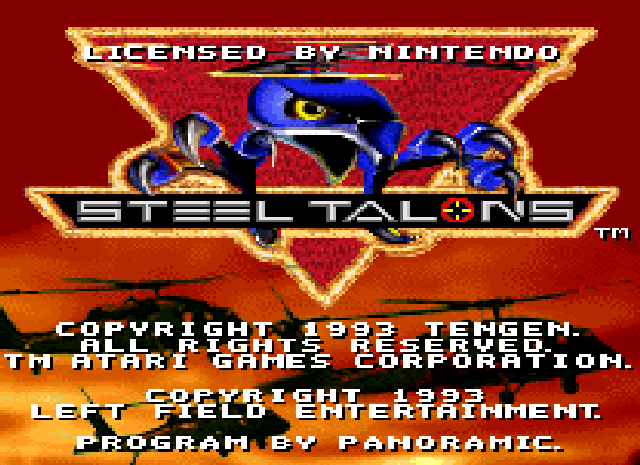 LICENSED BY NINTENDO
STEEL TALONS
TM
COPYRIGHT 1993 TENGEN.
ALL RIGHTS RESERVED.
TM ATARI GAMES CORPORATION.
COPYRIGHT 1993
LEFT FIELD ENTERTAINMENT.
PROGRAM BY PANORAMIC.